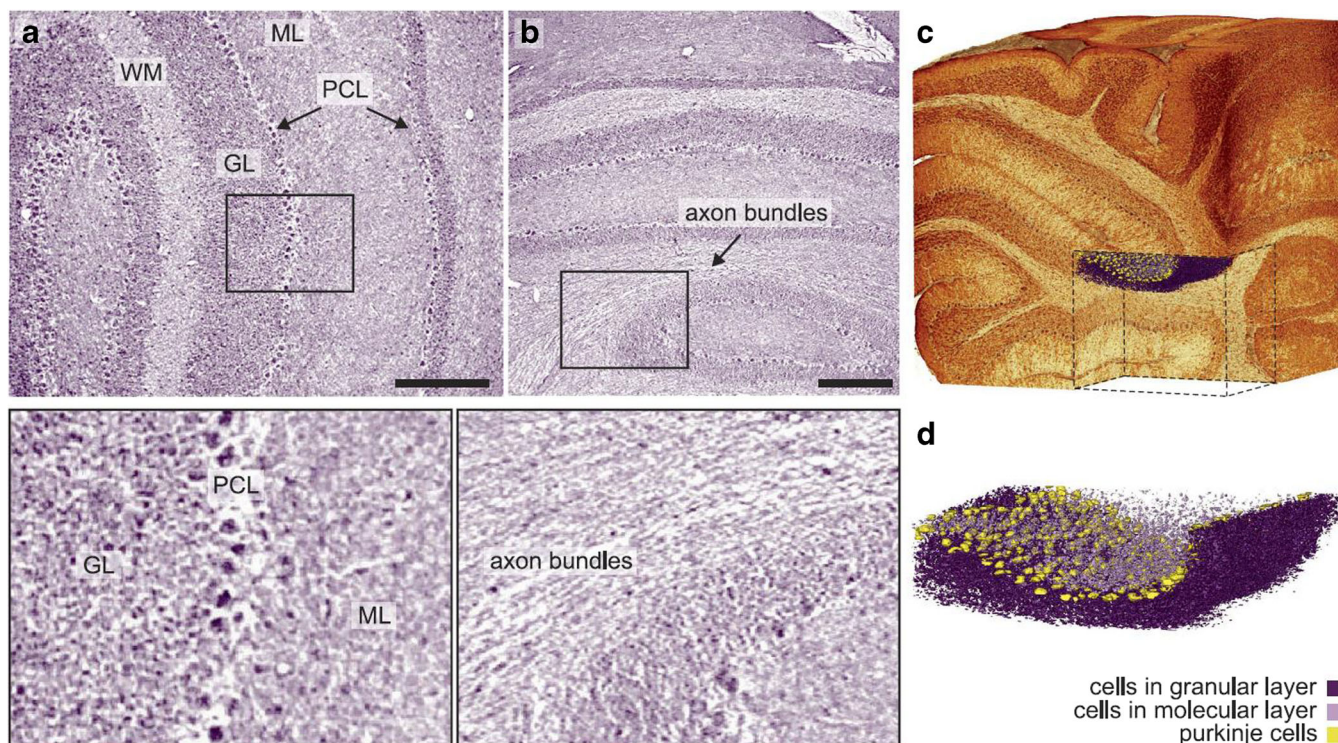 a
ML
WM
PCL
GL
b
axon bundles
c
PCL
GL
ML
axon bundles
d
cells in granular layer
cells in molecular layer
purkinje cells